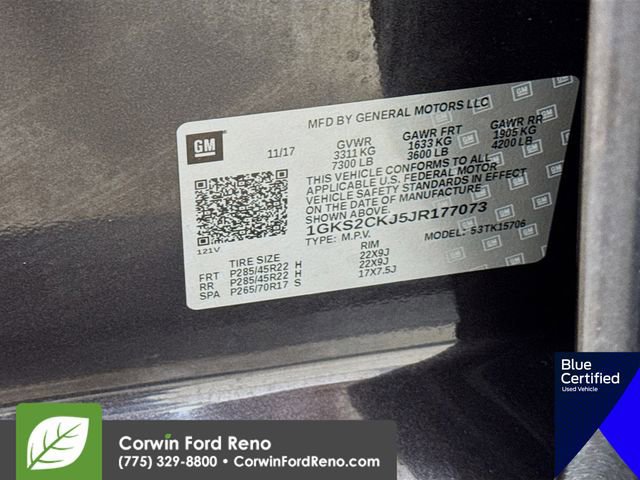 MFD BY GENERAL MOTORS LLC
GM
11/17
GVWR
3311 KG
7300 LB
GAWR FRT
1633 KG
3600 LB
GAWR RR
1905 KG
4200 LB
THIS VEHICLE CONFORMS TO ALL
APPLICABLE U.S. FEDERAL MOTOR
VEHICLE SAFETY STANDARDS IN EFFECT
ON THE DATE OF MANUFACTURE
SHOWN ABOVE.
1GKS2CKJ5JR177073
TYPE: M.P.V.
MODEL: 53TK15706
121V
TIRE SIZE RIM
FRT P285/45R22 H 22X9J
RR P285/45R22 H 22X9J
SPA P265/70R17 S 17X7.5J
Blue
Certified
Used Vehicle
Corwin Ford Reno
(775) 329-8800 • CorwinFordReno.com